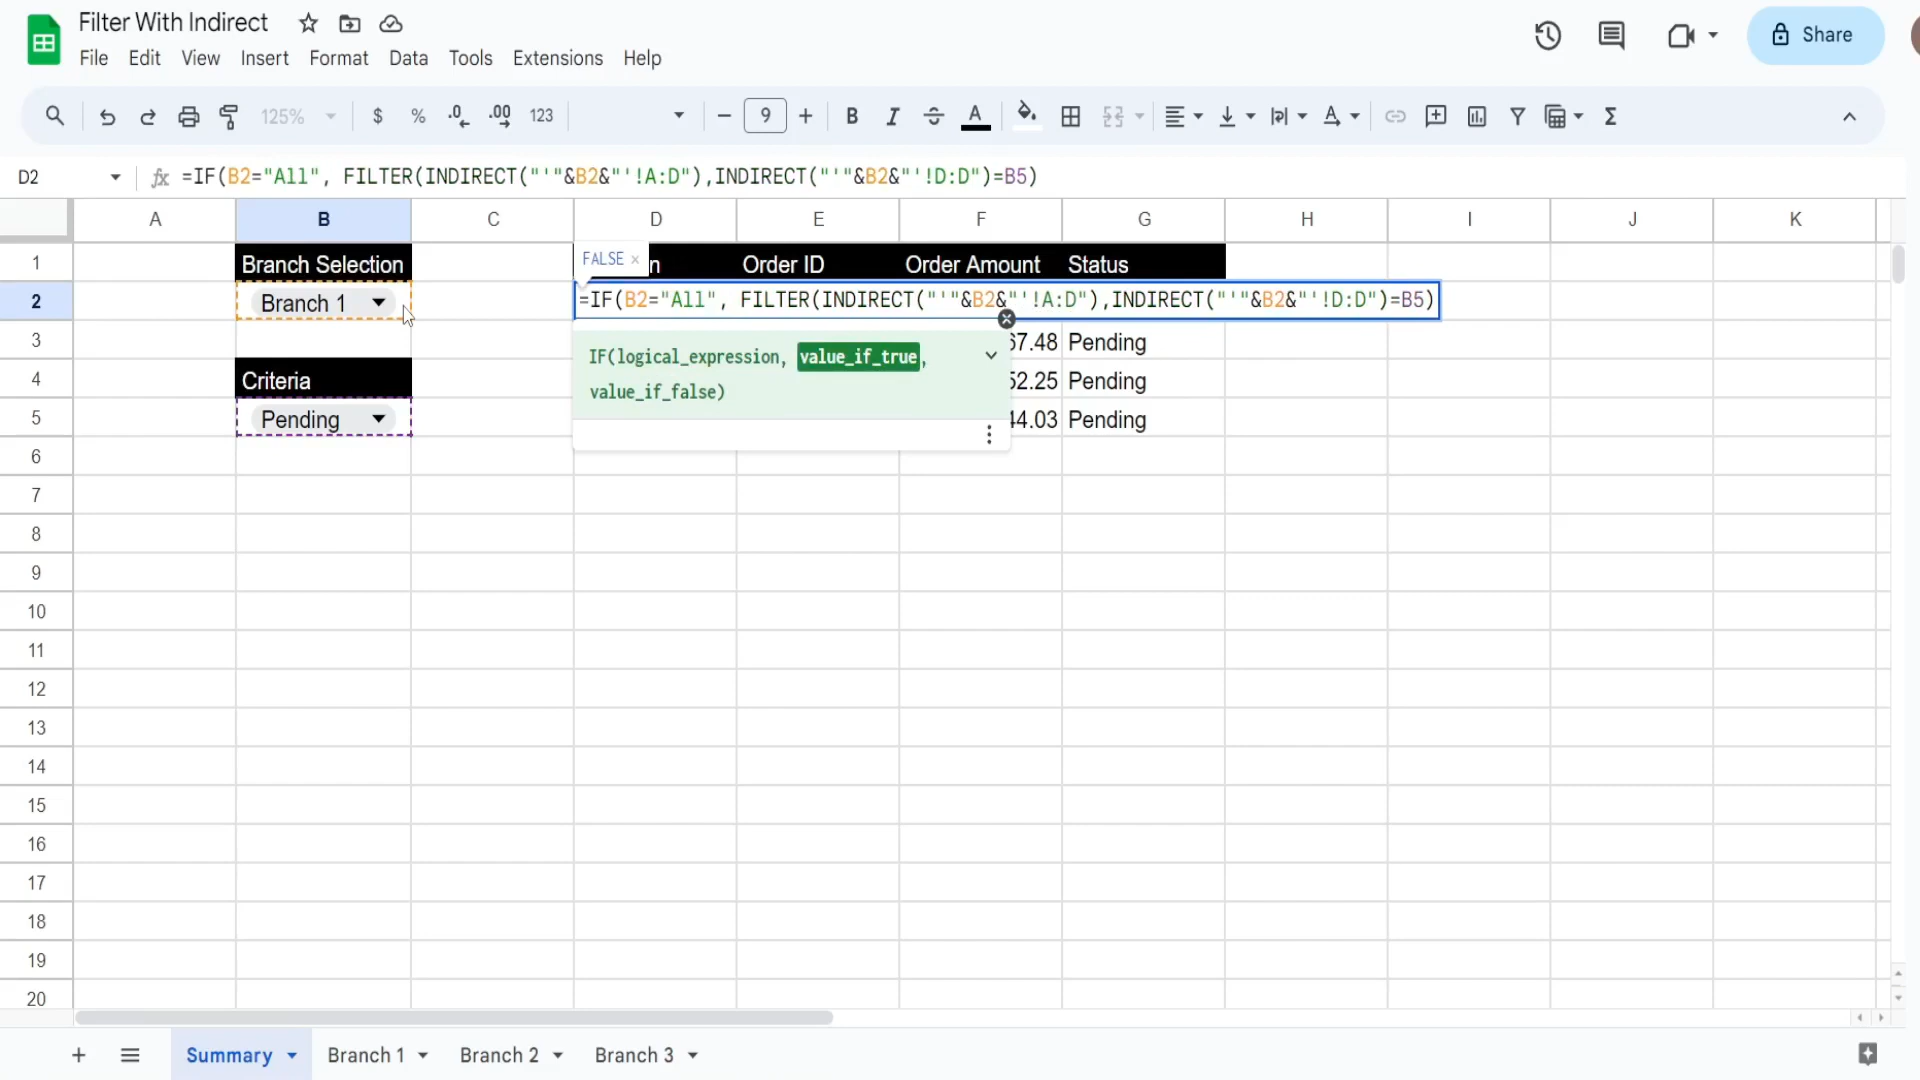 Filter With Indirect
File Edit View Insert Format Data Tools Extensions Help
Share
125% $ % .0 .00 123 9 B I S A Σ
D2 fx =IF(B2="All", FILTER(INDIRECT("'"&B2&"'!A:D"),INDIRECT("'"&B2&"'!D:D")=B5)
A B C D E F G H I J K
1 Branch Selection FALSE × n Order ID Order Amount Status
2 Branch 1 =IF(B2="All", FILTER(INDIRECT("'"&B2&"'!A:D"),INDIRECT("'"&B2&"'!D:D")=B5)
3 67.48 Pending
IF(logical_expression, value_if_true,
4 Criteria 52.25 Pending
value_if_false)
5 Pending 44.03 Pending
6
7
8
9
10
11
12
13
14
15
16
17
18
19
20
+ Summary Branch 1 Branch 2 Branch 3